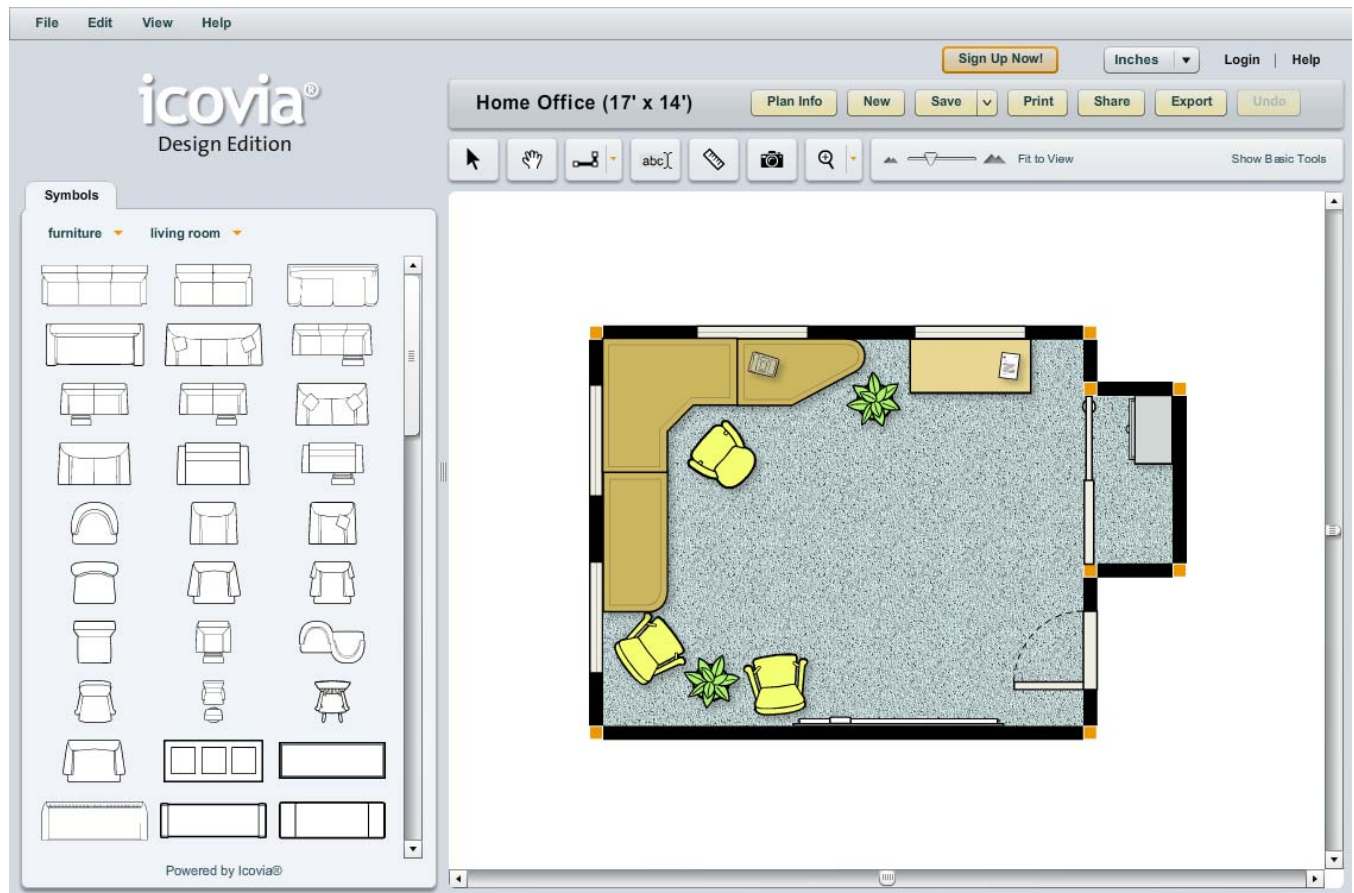 File Edit View Help
Sign Up Now! Inches Login | Help
icovia®
Design Edition
Home Office (17' x 14') Plan Info New Save Print Share Export Undo
abc Fit to View Show Basic Tools
Symbols
furniture living room
Powered by Icovia®